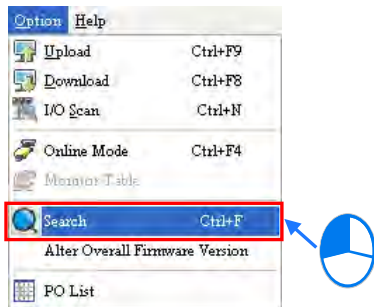 Option Help
Upload Ctrl+F9
Download Ctrl+F8
I/O Scan Ctrl+N
Online Mode Ctrl+F4
Monitor Table
Search Ctrl+F
Alter Overall Firmware Version
PO List